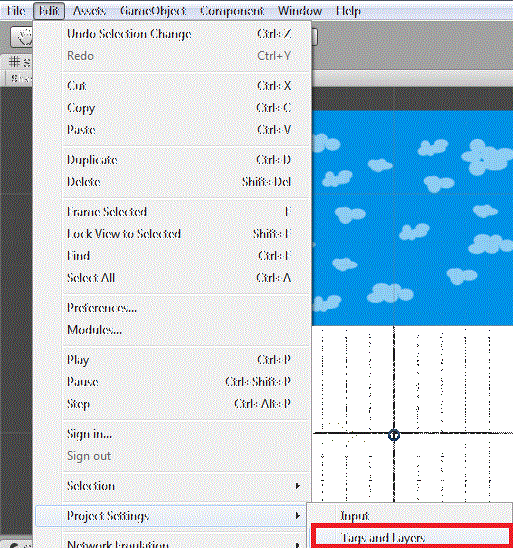 File Edit Assets GameObject Component Window Help
Undo Selection Change Ctrl+Z
Redo Ctrl+Y
Cut Ctrl+X
Copy Ctrl+C
Paste Ctrl+V
Duplicate Ctrl+D
Delete Shift+Del
Frame Selected F
Lock View to Selected Shift+F
Find Ctrl+F
Select All Ctrl+A
Preferences...
Modules...
Play Ctrl+P
Pause Ctrl+Shift+P
Step Ctrl+Alt+P
Sign in...
Sign out
Selection
Project Settings
Input
Tags and Layers
Network Emulation